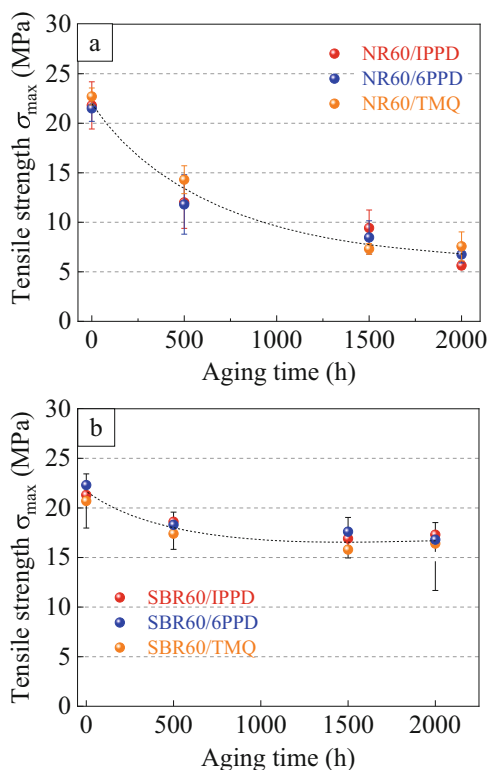 a
Tensile strength σmax (MPa)
30
25
20
15
10
5
0
NR60/IPPD
NR60/6PPD
NR60/TMQ
0 500 1000 1500 2000
Aging time (h)
b
Tensile strength σmax (MPa)
30
25
20
15
10
5
0
SBR60/IPPD
SBR60/6PPD
SBR60/TMQ
0 500 1000 1500 2000
Aging time (h)